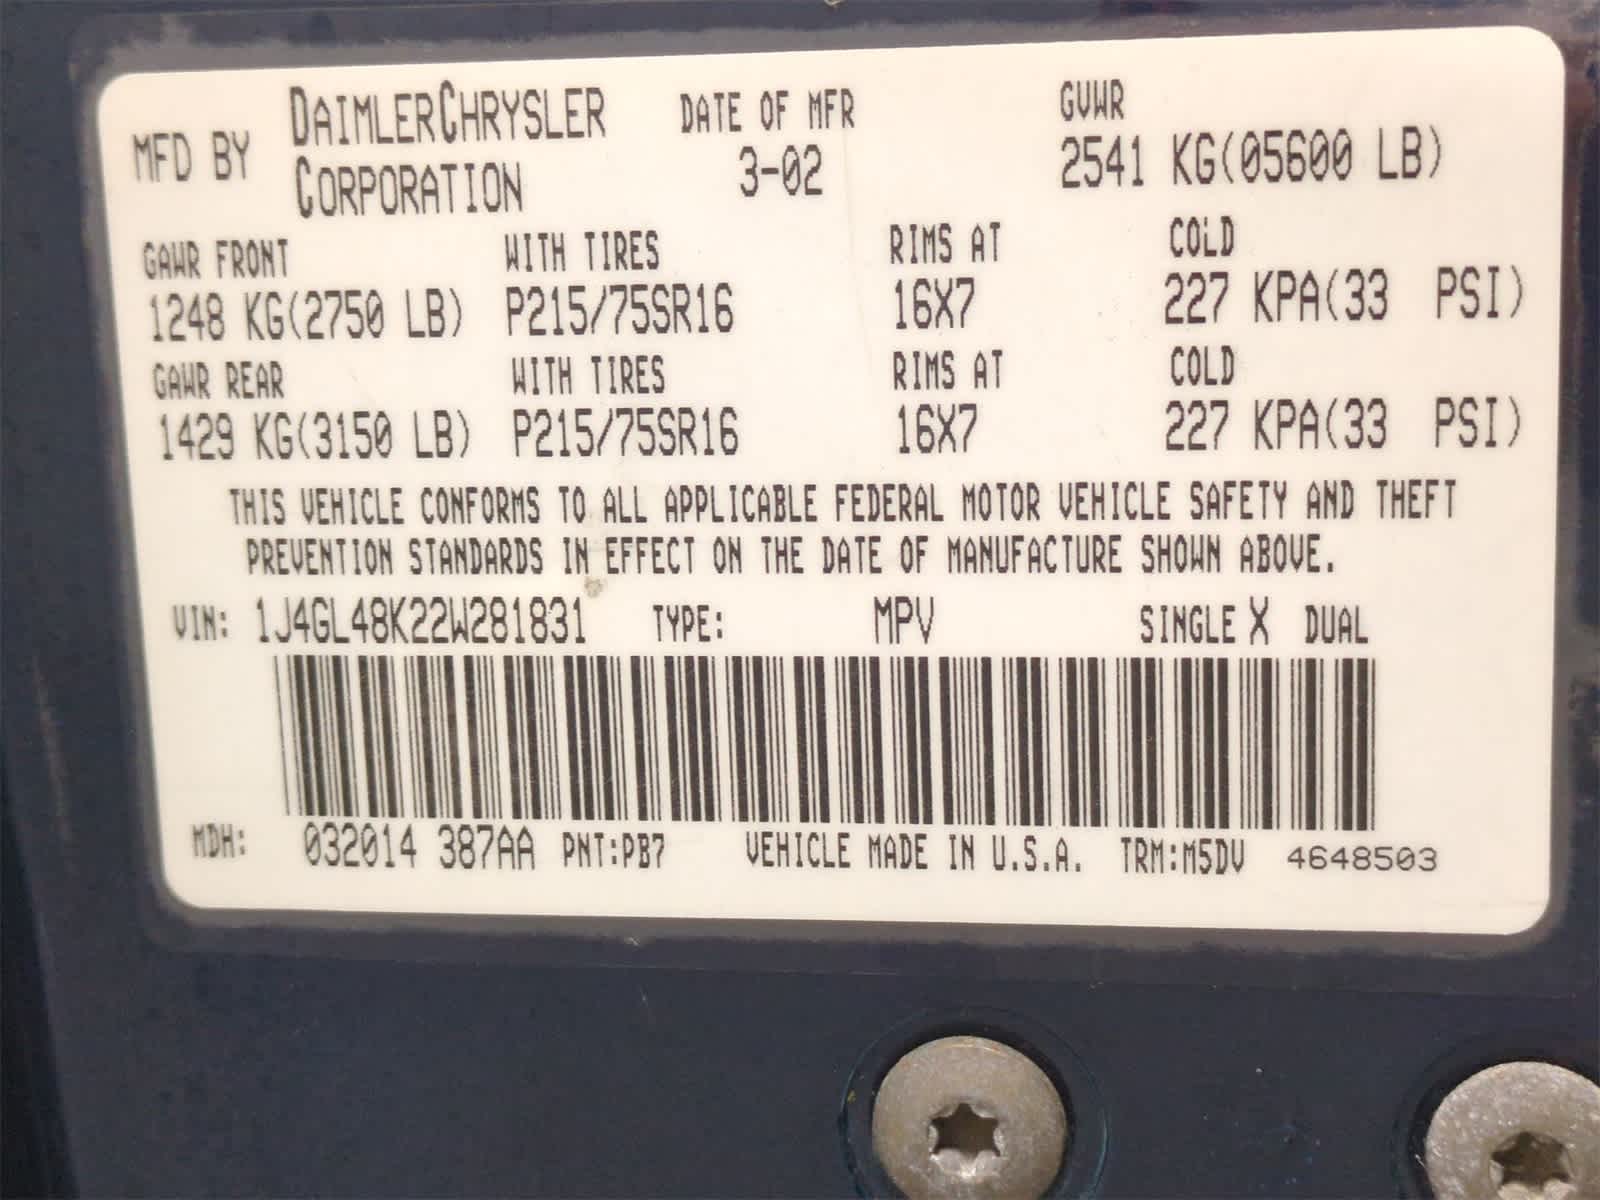 MFD BY DAIMLERCHRYSLER CORPORATION DATE OF MFR 3-02 GVWR 2541 KG(05600 LB)
GAWR FRONT WITH TIRES RIMS AT COLD
1248 KG(2750 LB) P215/75SR16 16X7 227 KPA(33 PSI)
GAWR REAR WITH TIRES RIMS AT COLD
1429 KG(3150 LB) P215/75SR16 16X7 227 KPA(33 PSI)
THIS VEHICLE CONFORMS TO ALL APPLICABLE FEDERAL MOTOR VEHICLE SAFETY AND THEFT
PREVENTION STANDARDS IN EFFECT ON THE DATE OF MANUFACTURE SHOWN ABOVE.
VIN: 1J4GL48K22W281831 TYPE: MPV SINGLE X DUAL
MDH: 032014 387AA PNT:PB7 VEHICLE MADE IN U.S.A. TRM:M5DV 4648503